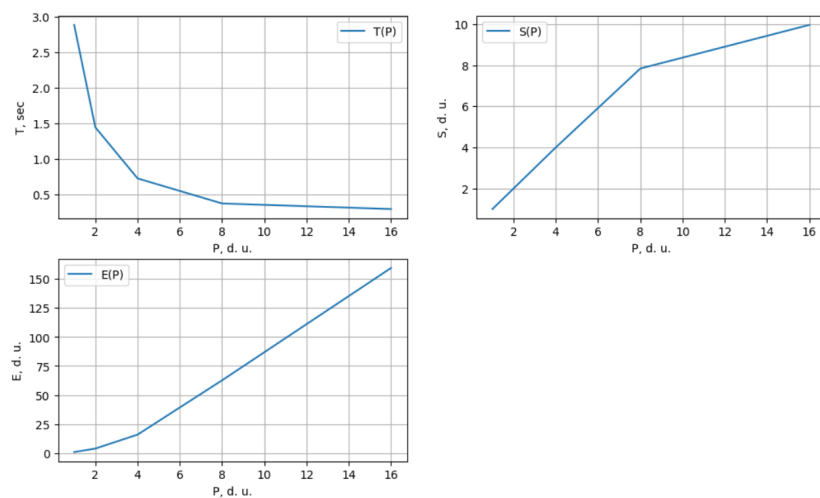 3.0
2.5
2.0
1.5
1.0
0.5
T, sec
T(P)
2 4 6 8 10 12 14 16
P, d. u.
10
8
6
4
2
S, d. u.
S(P)
2 4 6 8 10 12 14 16
P, d. u.
150
125
100
75
50
25
0
E, d. u.
E(P)
2 4 6 8 10 12 14 16
P, d. u.